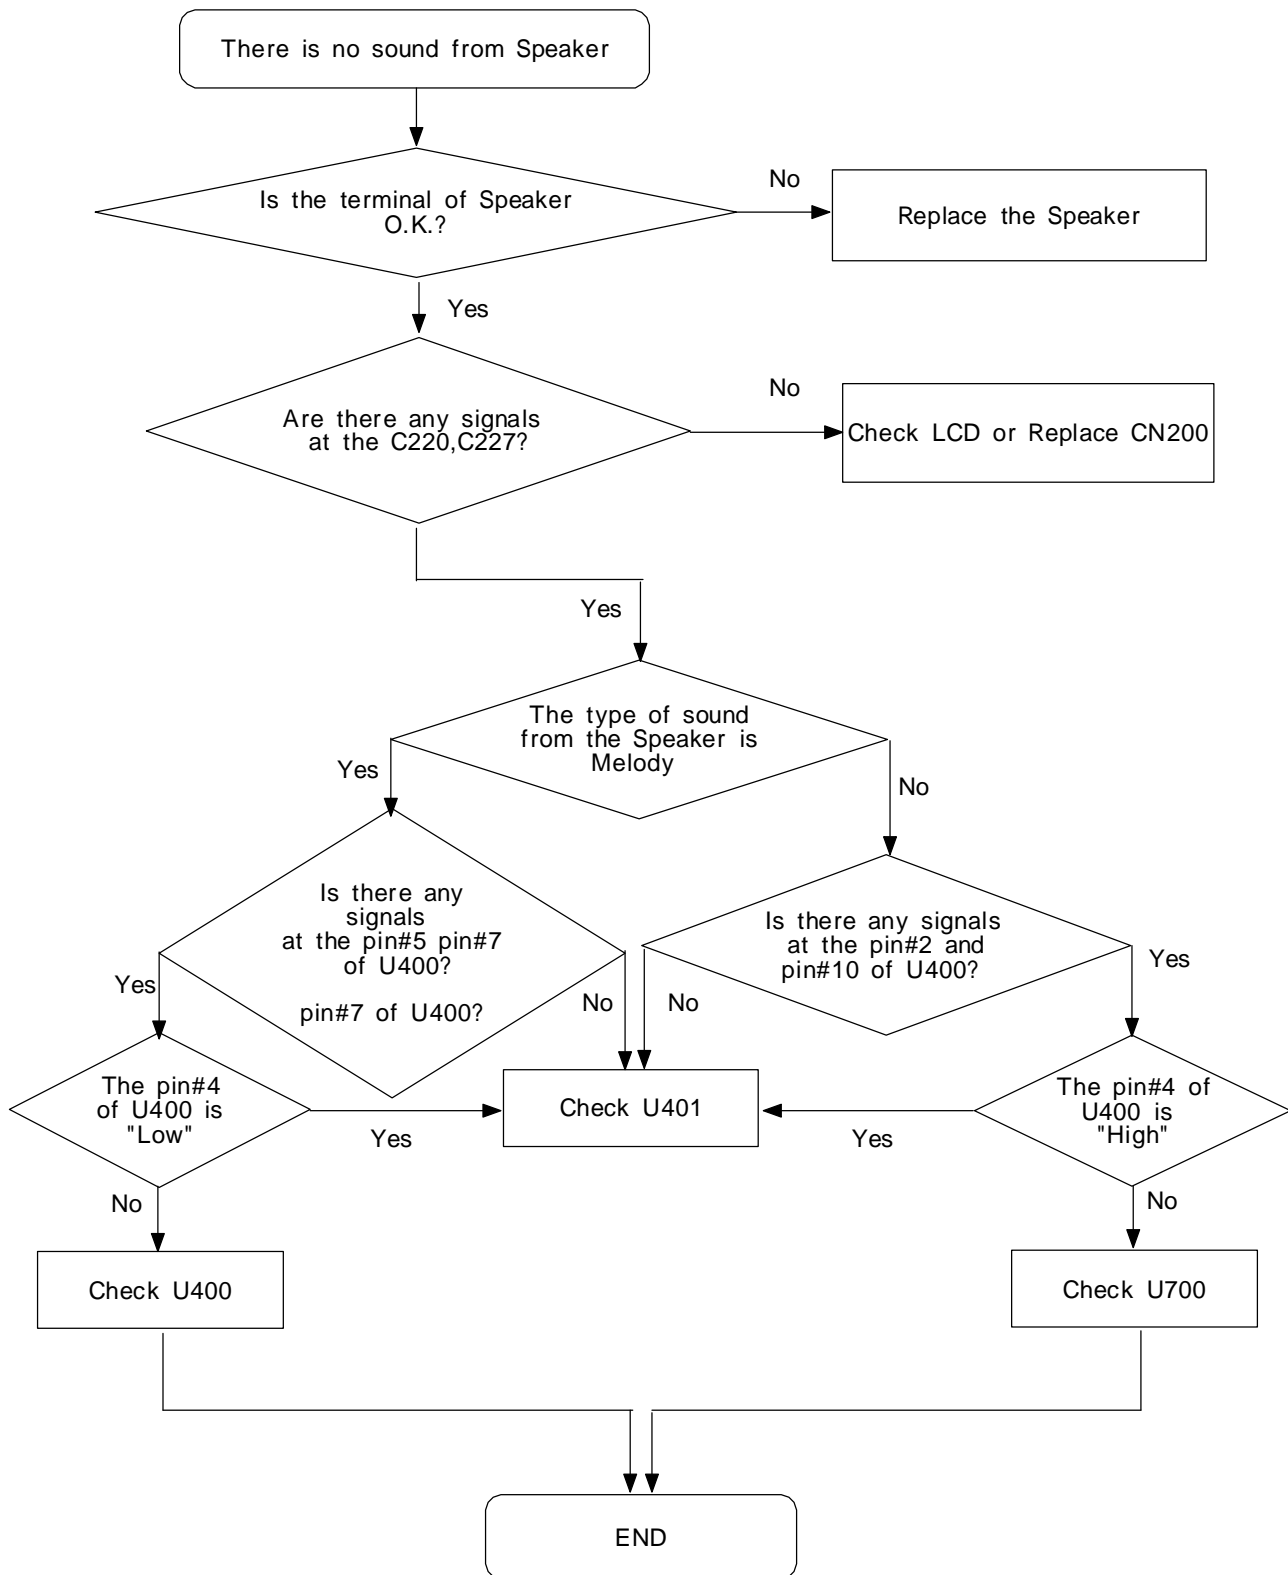 There is no sound from Speaker
Is the terminal of Speaker
O.K.?
No
Replace the Speaker
Yes
Are there any signals
at the C220,C227?
No
Check LCD or Replace CN200
Yes
The type of sound
from the Speaker is
Melody
Yes
No
Is there any
signals
at the pin#5 pin#7
of U400?
pin#7 of U400?
Is there any signals
at the pin#2 and
pin#10 of U400?
Yes
No
No
Yes
The pin#4
of U400 is
"Low"
Yes
Check U401
Yes
The pin#4 of
U400 is
"High"
No
No
Check U400
Check U700
END